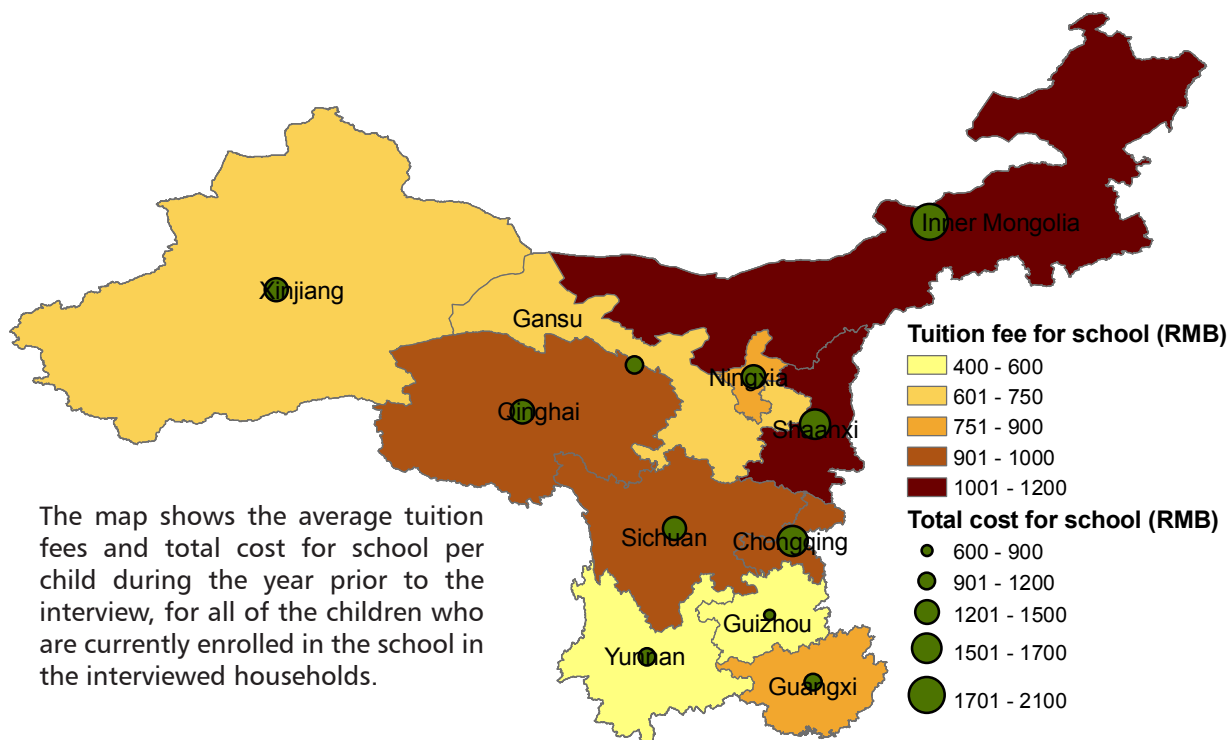 Inner Mongolia
Xinjiang
Gansu
Ningxia
Qinghai
Shaanxi
Sichuan
Chongqing
Guizhou
Yunnan
Guangxi
The map shows the average tuition
fees and total cost for school per
child during the year prior to the
interview, for all of the children who
are currently enrolled in the school in
the interviewed households.
Tuition fee for school (RMB)
400 - 600
601 - 750
751 - 900
901 - 1000
1001 - 1200
Total cost for school (RMB)
600 - 900
901 - 1200
1201 - 1500
1501 - 1700
1701 - 2100